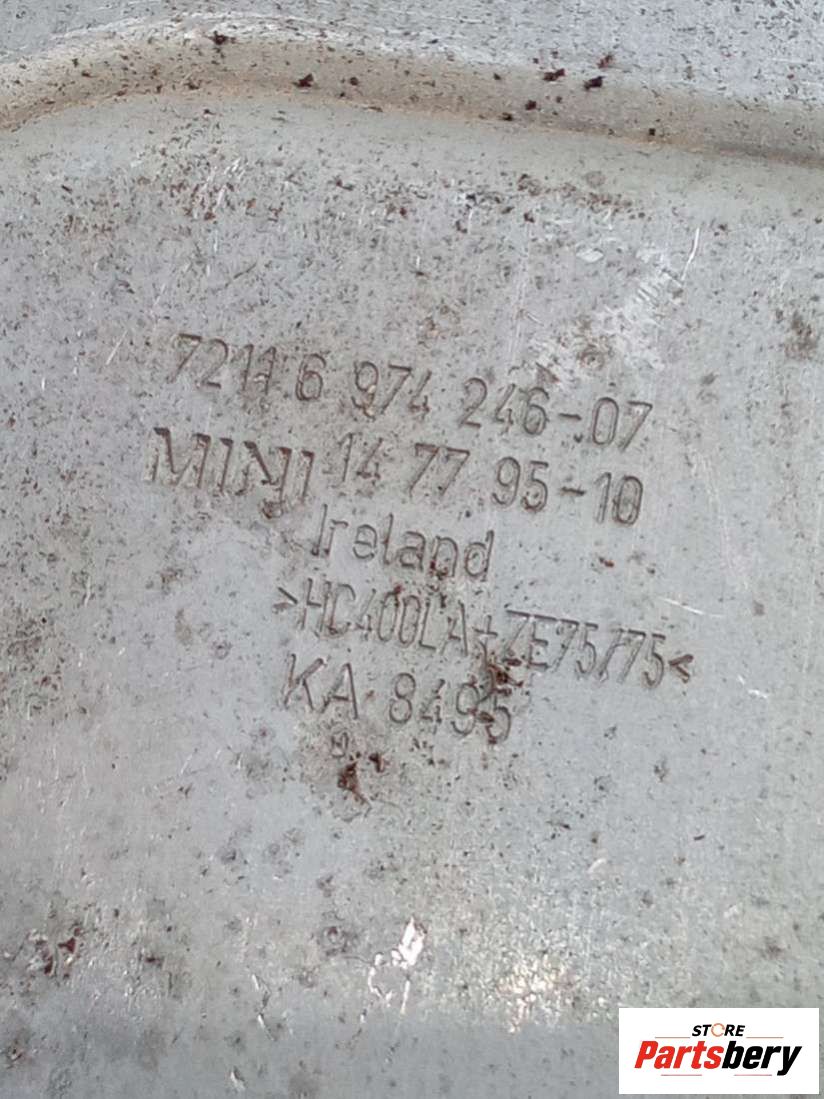 7211 6 974 246-07
MINI 14 77 95-10
Ireland
>HC400LA+ZE75/75<
KA 8495
STORE
Partsbery